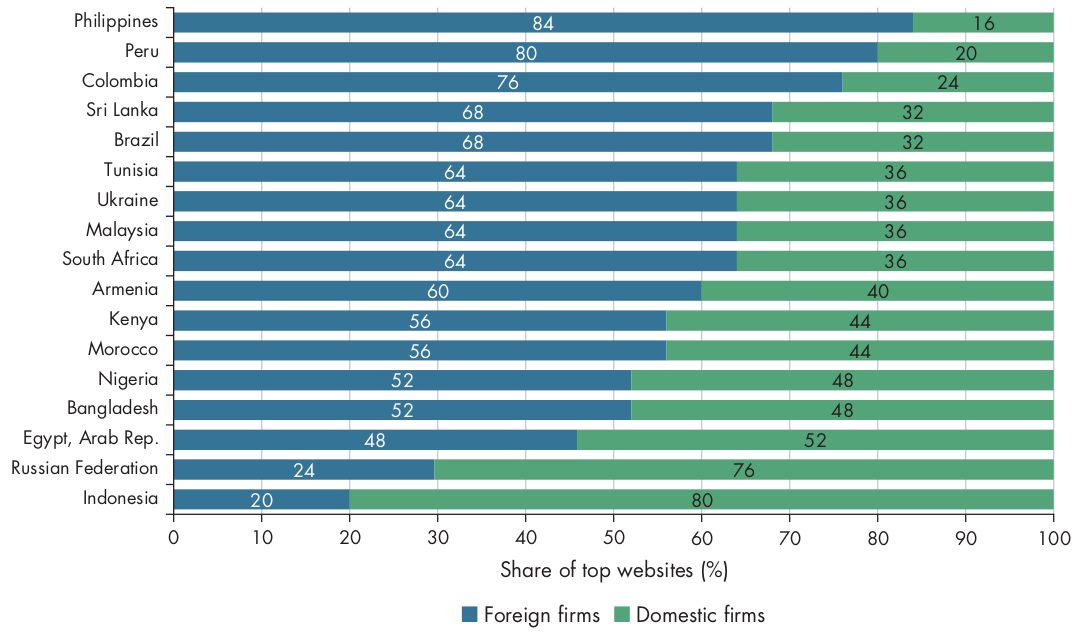 Philippines 84 16
Peru 80 20
Colombia 76 24
Sri Lanka 68 32
Brazil 68 32
Tunisia 64 36
Ukraine 64 36
Malaysia 64 36
South Africa 64 36
Armenia 60 40
Kenya 56 44
Morocco 56 44
Nigeria 52 48
Bangladesh 52 48
Egypt, Arab Rep. 48 52
Russian Federation 24 76
Indonesia 20 80
0 10 20 30 40 50 60 70 80 90 100
Share of top websites (%)
Foreign firms Domestic firms